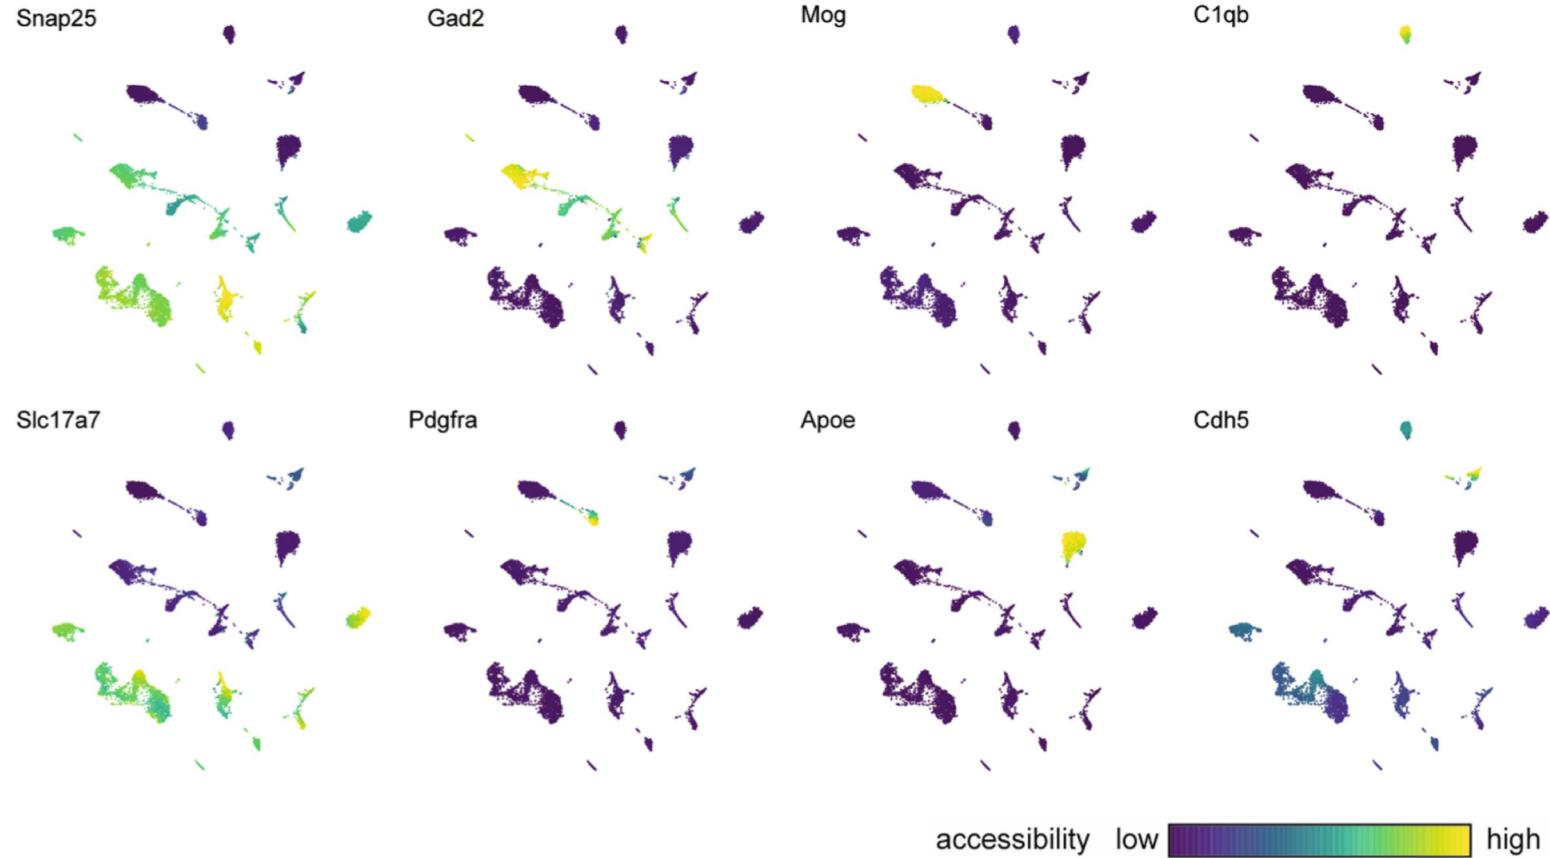 Snap25
Gad2
Mog
C1qb
Slc17a7
Pdgfra
Apoe
Cdh5
accessibility low high